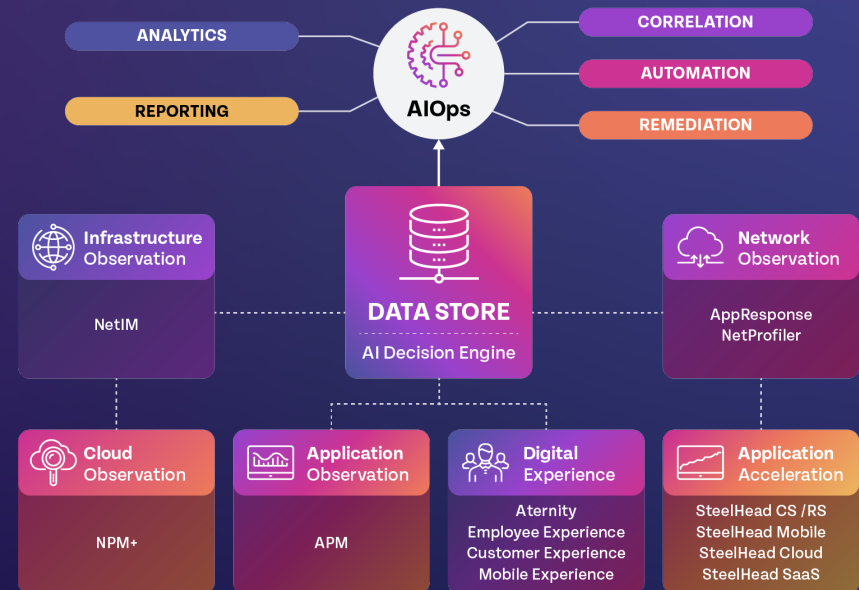 ANALYTICS
REPORTING
AIOps
CORRELATION
AUTOMATION
REMEDIATION
Infrastructure
Observation
NetIM
DATA STORE
AI Decision Engine
Network
Observation
AppResponse
NetProfiler
Cloud
Observation
NPM+
Application
Observation
APM
Digital
Experience
Aternity
Employee Experience
Customer Experience
Mobile Experience
Application
Acceleration
SteelHead CS /RS
SteelHead Mobile
SteelHead Cloud
SteelHead SaaS